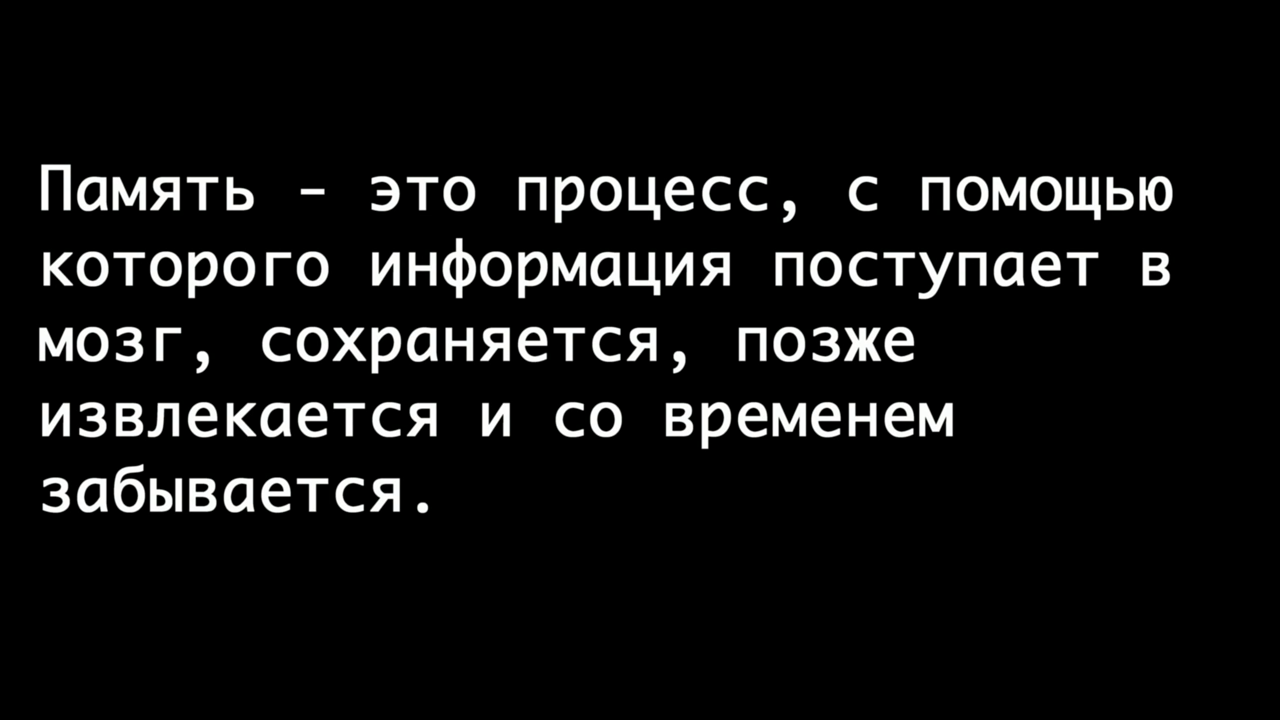 Память - это процесс, с помощью
которого информация поступает в
мозг, сохраняется, позже
извлекается и со временем
забывается.